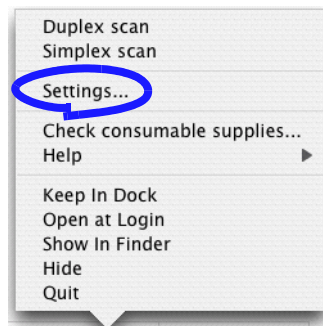 Duplex scan
Simplex scan
Settings...
Check consumable supplies...
Help
Keep In Dock
Open at Login
Show In Finder
Hide
Quit